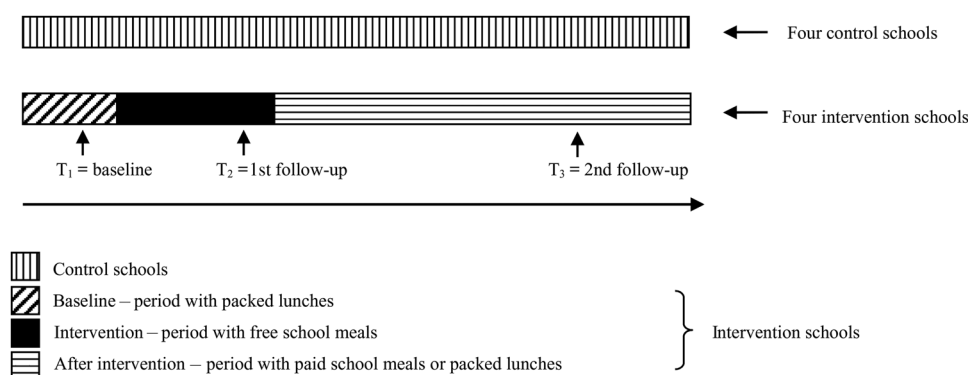 Four control schools
Four intervention schools
T₁ = baseline
T₂ =1st follow-up
T₃ = 2nd follow-up
Control schools
Baseline – period with packed lunches
Intervention – period with free school meals
Intervention schools
After intervention – period with paid school meals or packed lunches